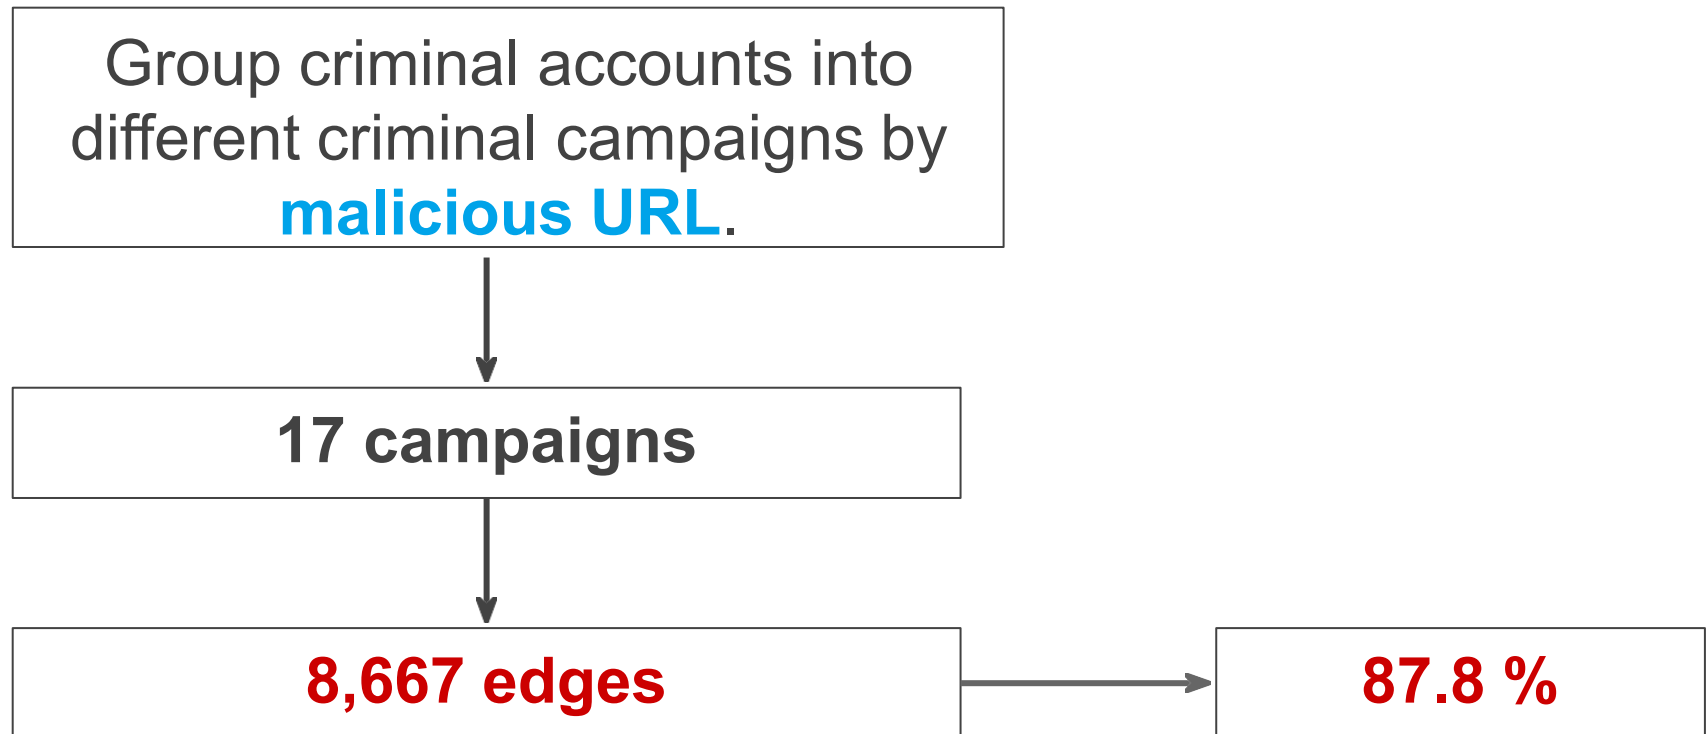 Group criminal accounts into
different criminal campaigns by
malicious URL.
17 campaigns
8,667 edges
87.8 %